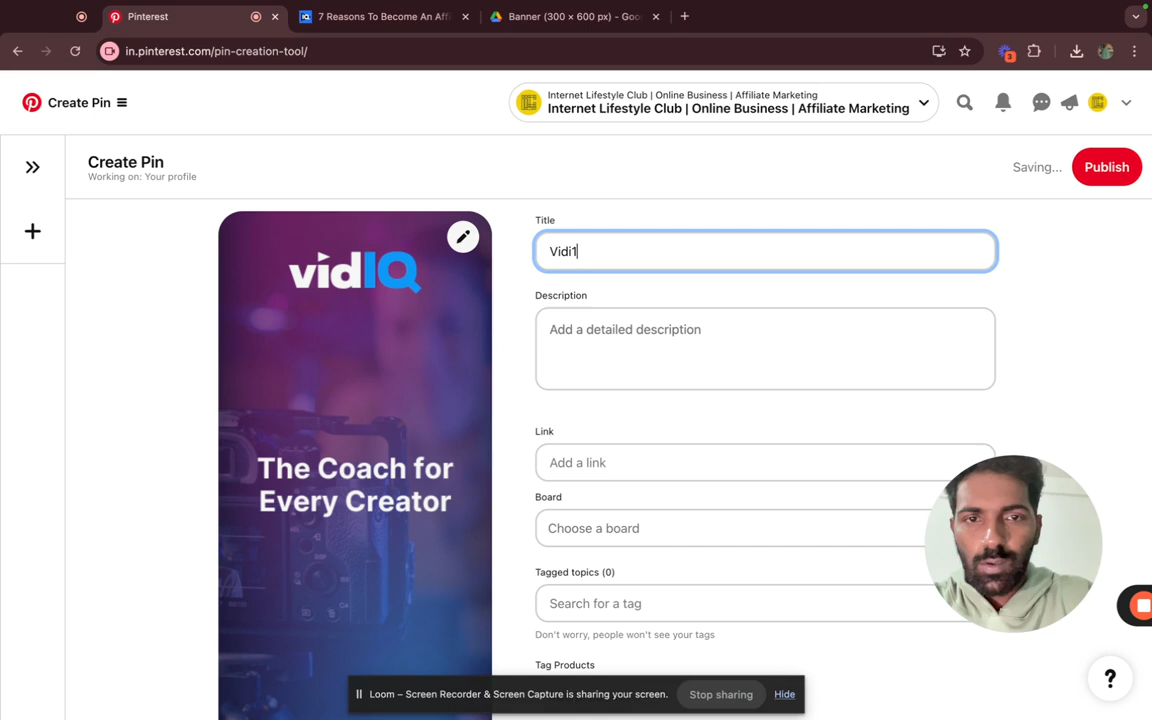 Pinterest
7 Reasons To Become An Affi
Banner (300 × 600 px) - Goo
in.pinterest.com/pin-creation-tool/
3
Create Pin
Internet Lifestyle Club | Online Business | Affiliate Marketing
Internet Lifestyle Club | Online Business | Affiliate Marketing
Create Pin
Working on: Your profile
Saving...
Publish
vidIQ
The Coach for
Every Creator
Title
Vidi1
Description
Add a detailed description
Link
Add a link
Board
Choose a board
Tagged topics (0)
Search for a tag
Don't worry, people won't see your tags
Tag Products
Loom – Screen Recorder & Screen Capture is sharing your screen.
Stop sharing
Hide
?